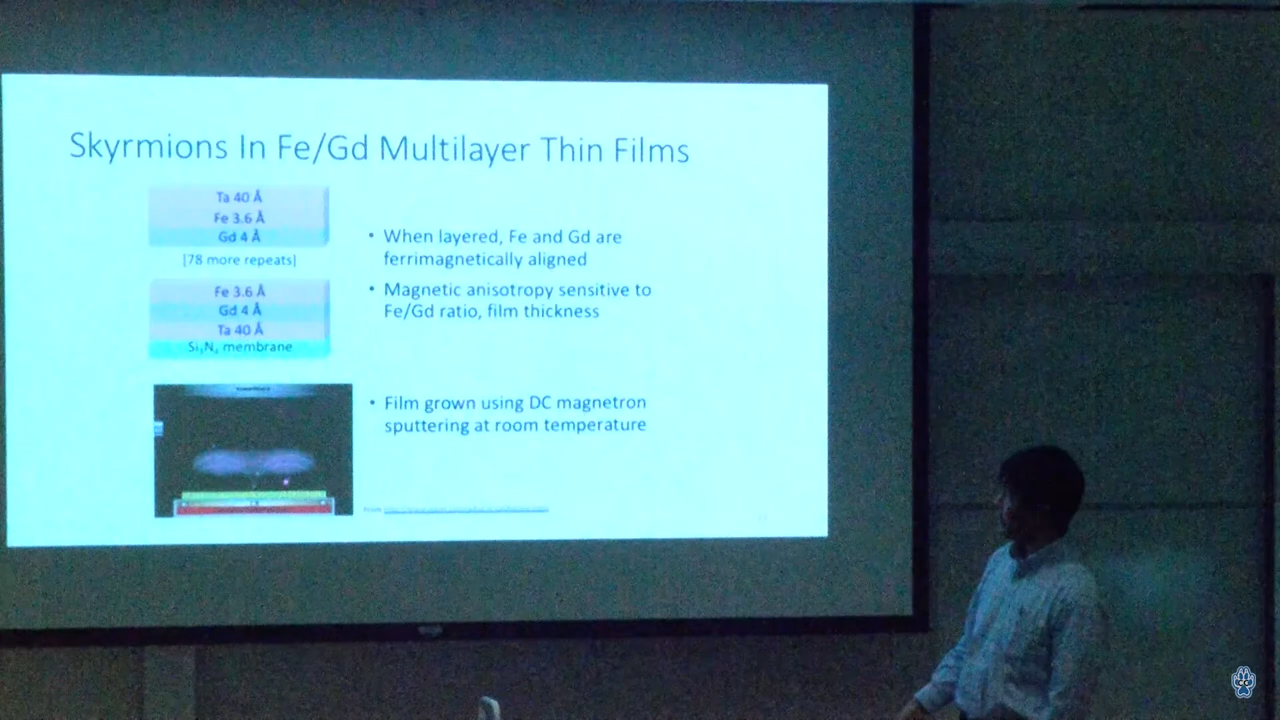 Skyrmions In Fe/Gd Multilayer Thin Films
Ta 40 Å
Fe 3.6 Å
Gd 4 Å
[78 more repeats]
Fe 3.6 Å
Gd 4 Å
Ta 40 Å
Si₃N₄ membrane
• When layered, Fe and Gd are
ferrimagnetically aligned
• Magnetic anisotropy sensitive to
Fe/Gd ratio, film thickness
• Film grown using DC magnetron
sputtering at room temperature
From